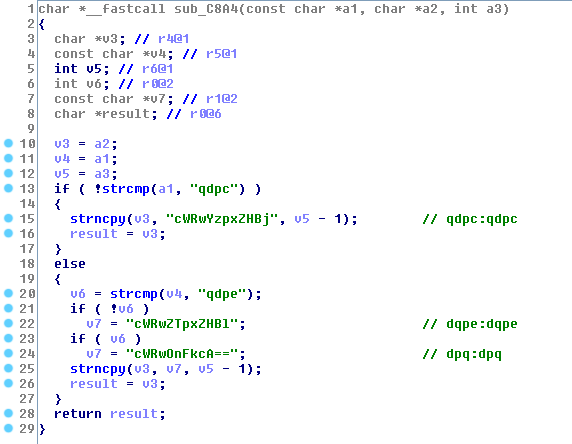 1 char *__fastcall sub_C8A4(const char *a1, char *a2, int a3)
2 {
3 char *v3; // r4@1
4 const char *v4; // r5@1
5 int v5; // r6@1
6 int v6; // r0@2
7 const char *v7; // r1@2
8 char *result; // r0@6
9
10 v3 = a2;
11 v4 = a1;
12 v5 = a3;
13 if ( !strcmp(a1, "qdpc") )
14 {
15 strncpy(v3, "cWRwYzpxZHBj", v5 - 1); // qdpc:qdpc
16 result = v3;
17 }
18 else
19 {
20 v6 = strcmp(v4, "qdpe");
21 if ( !v6 )
22 v7 = "cWRwZTpxZHBl"; // dqpe:dqpe
23 if ( v6 )
24 v7 = "cWRwOnFkcA=="; // dpq:dpq
25 strncpy(v3, v7, v5 - 1);
26 result = v3;
27 }
28 return result;
29 }